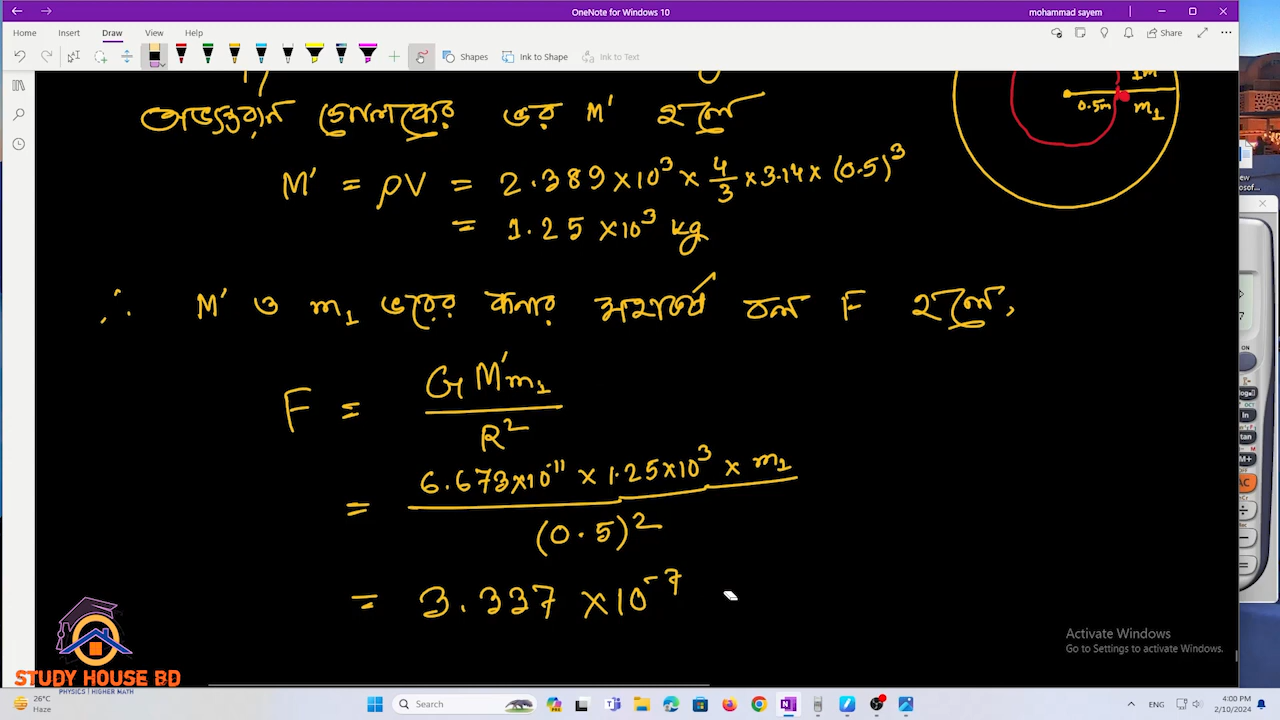 OneNote for Windows 10
mohammad sayem
Home Insert Draw View Help
Share
Shapes Ink to Shape Ink to Text
অভ্যন্তরীন গোলকের ভর M′ হলে
1m
0.5m m₁
M′ = ρV = 2.389×10³ × 4/3 × 3.14 × (0.5)³
= 1.25 ×10³ kg
∴ M′ ও m₁ ভরের কনার মহাকর্ষ বল F হলে,
F = G M′m₁ / R²
= 6.673×10⁻¹¹ × 1.25×10³ × m₁ / (0.5)²
= 3.337 ×10⁻⁷
Activate Windows
Go to Settings to activate Windows.
STUDY HOUSE BD
PHYSICS | HIGHER MATH
26°C
Haze
Search
ENG
4:00 PM
2/10/2024